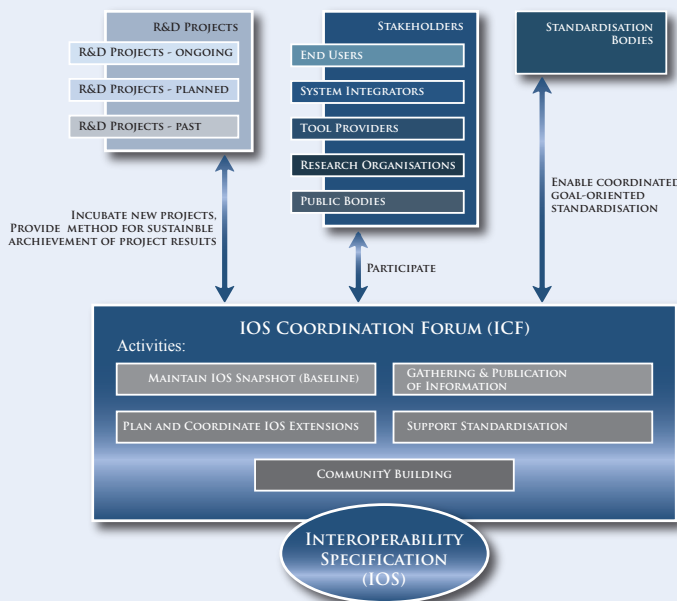 R&D Projects
R&D Projects - ongoing
R&D Projects - planned
R&D Projects - past
Stakeholders
End Users
System Integrators
Tool Providers
Research Organisations
Public Bodies
Standardisation
Bodies
Incubate new projects,
Provide method for sustainble
archievement of project results
Participate
Enable coordinated
goal-oriented
standardisation
IOS Coordination Forum (ICF)
Activities:
Maintain IOS Snapshot (Baseline)
GAthering & Publication
of Information
Plan and Coordinate IOS Extensions
Support Standardisation
CommunitY Building
Interoperability
Specification
(IOS)